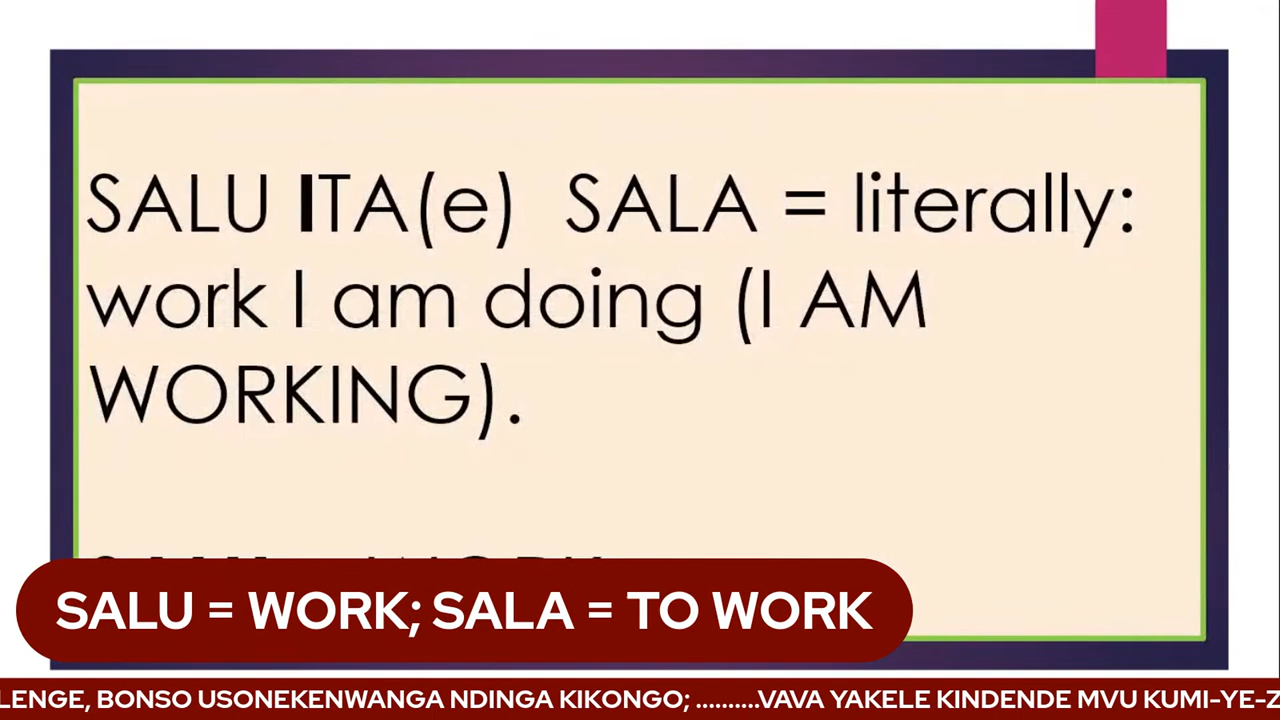 SALU ITA(e) SALA = literally:
work I am doing (I AM
WORKING).
SALU = WORK; SALA = TO WORK
LENGE, BONSO USONEKENWANGA NDINGA KIKONGO; ..........VAVA YAKELE KINDENDE MVU KUMI-YE-Z